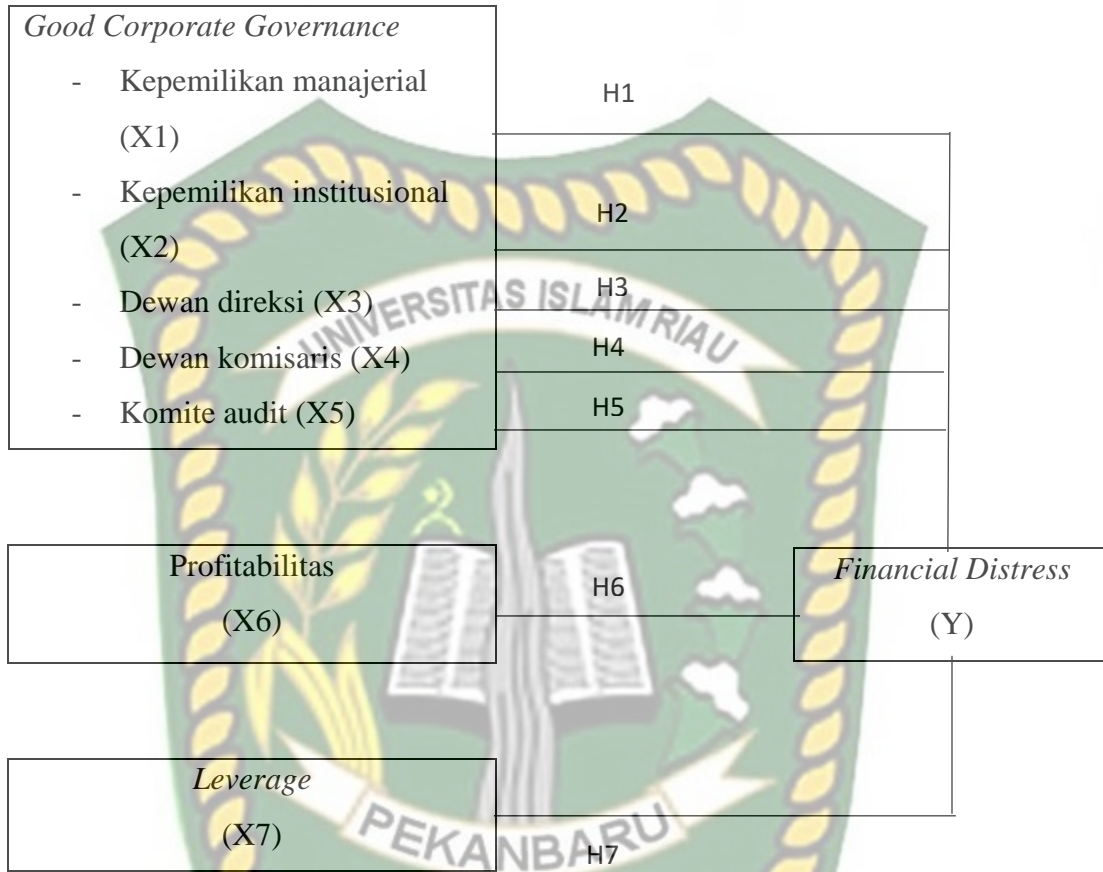 Good Corporate Governance
- Kepemilikan manajerial
(X1)
- Kepemilikan institusional
(X2)
- Dewan direksi (X3)
- Dewan komisaris (X4)
- Komite audit (X5)
H1
H2
H3
H4
H5
UNIVERSITAS ISLAM RIAU
Profitabilitas
(X6)
H6
Financial Distress
(Y)
Leverage
(X7)
H7
PEKANBARU